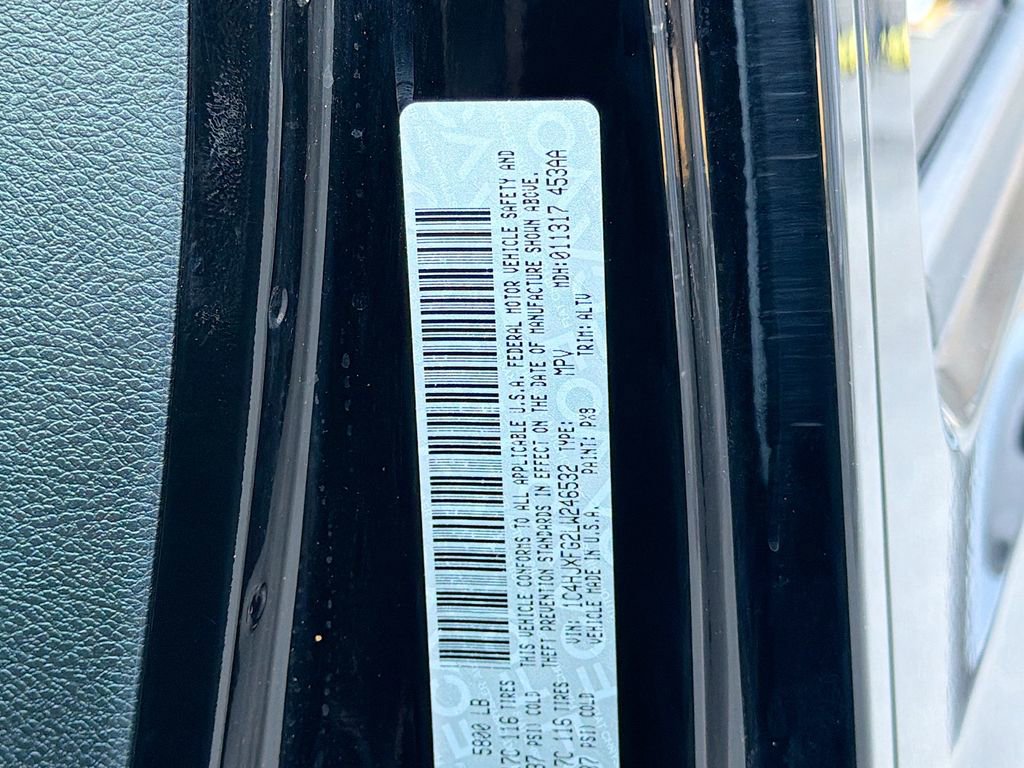 5800 LB
7C 116 TIRES
97 PSI COLD
7C 116 TIRES
97 PSI COLD
THIS VEHICLE CONFORMS TO ALL APPLICABLE U.S.A. FEDERAL MOTOR VEHICLE SAFETY AND
THEFT PREVENTION STANDARDS IN EFFECT ON THE DATE OF MANUFACTURE SHOWN ABOVE.
VIN: 1C4HJXFG2LW246532 TYPE: MPV MDH:011317 453AA
VEHICLE MADE IN U.S.A. PAINT: PX8 TRIM: ALTV